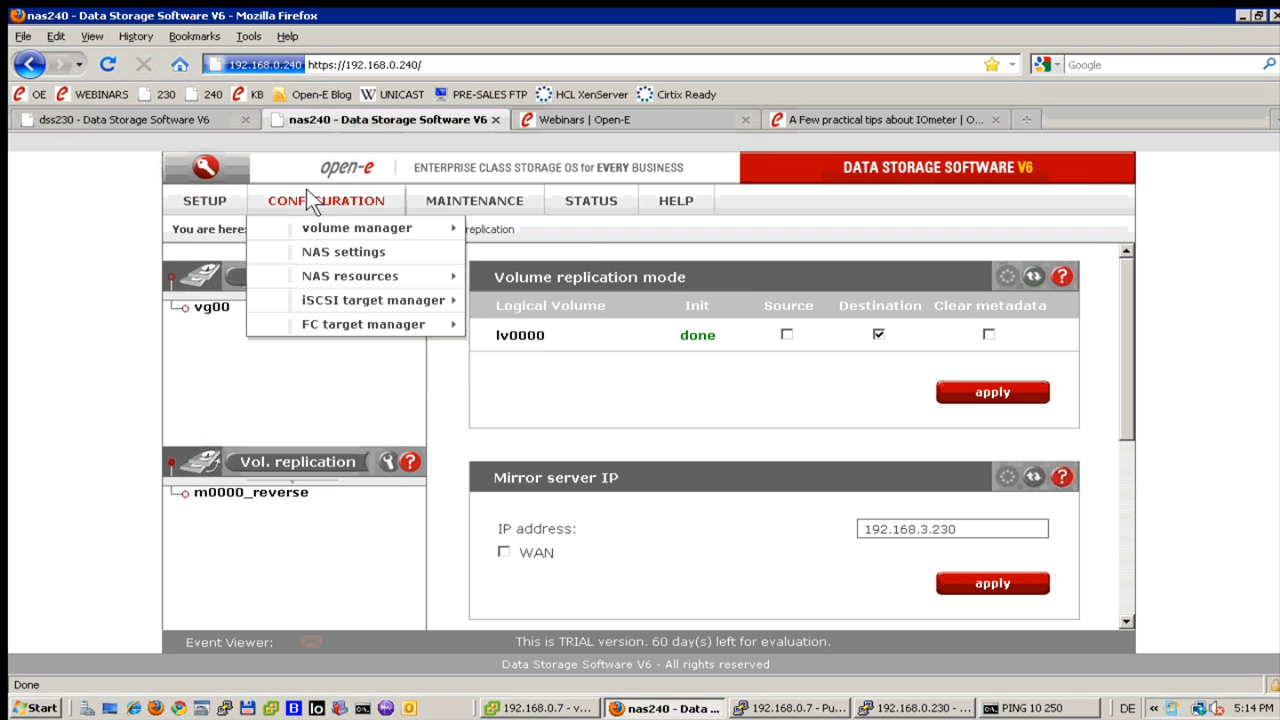 nas240 - Data Storage Software V6 - Mozilla Firefox
File Edit View History Bookmarks Tools Help
192.168.0.240 https://192.168.0.240/
Google
OE WEBINARS 230 240 KB Open-E Blog UNICAST PRE-SALES FTP HCL XenServer Cirtix Ready
dss230 - Data Storage Software V6
nas240 - Data Storage Software V6
Webinars | Open-E
A Few practical tips about IOmeter | O...
open-e ENTERPRISE CLASS STORAGE OS for EVERY BUSINESS DATA STORAGE SOFTWARE V6
SETUP CONFIGURATION MAINTENANCE STATUS HELP
You are here: replication
volume manager
NAS settings
NAS resources
iSCSI target manager
FC target manager
vg00
Volume replication mode
Logical Volume Init Source Destination Clear metadata
lv0000 done
apply
Vol. replication
m0000_reverse
Mirror server IP
IP address: 192.168.3.230
WAN
apply
Event Viewer: This is TRIAL version. 60 day(s) left for evaluation.
Data Storage Software V6 - All rights reserved
Done
Start 192.168.0.7 - v... nas240 - Data ... 192.168.0.7 - Pu... 192.168.0.230 - ... PING 10 250 DE 5:14 PM